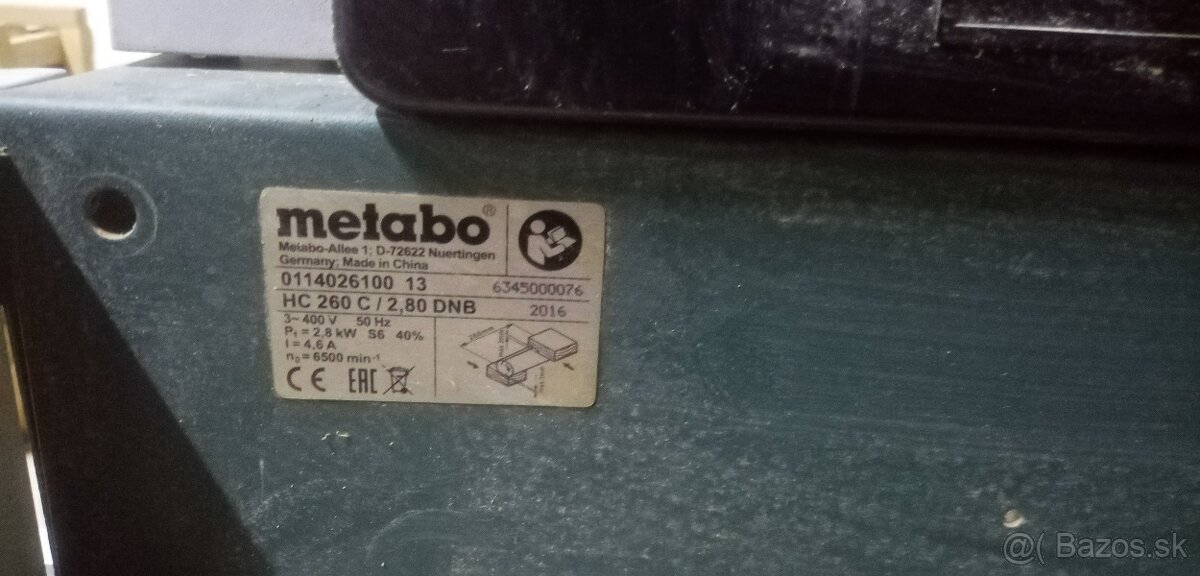 metabo®
Metabo-Allee 1; D-72622 Nuertingen
Germany; Made in China
0114026100 13 6345000076
HC 260 C / 2,80 DNB 2016
3~ 400 V 50 Hz
P₁ = 2,8 kW S6 40%
I = 4,6 A
n₀ = 6500 min⁻¹
CE EAC
@( Bazos.sk